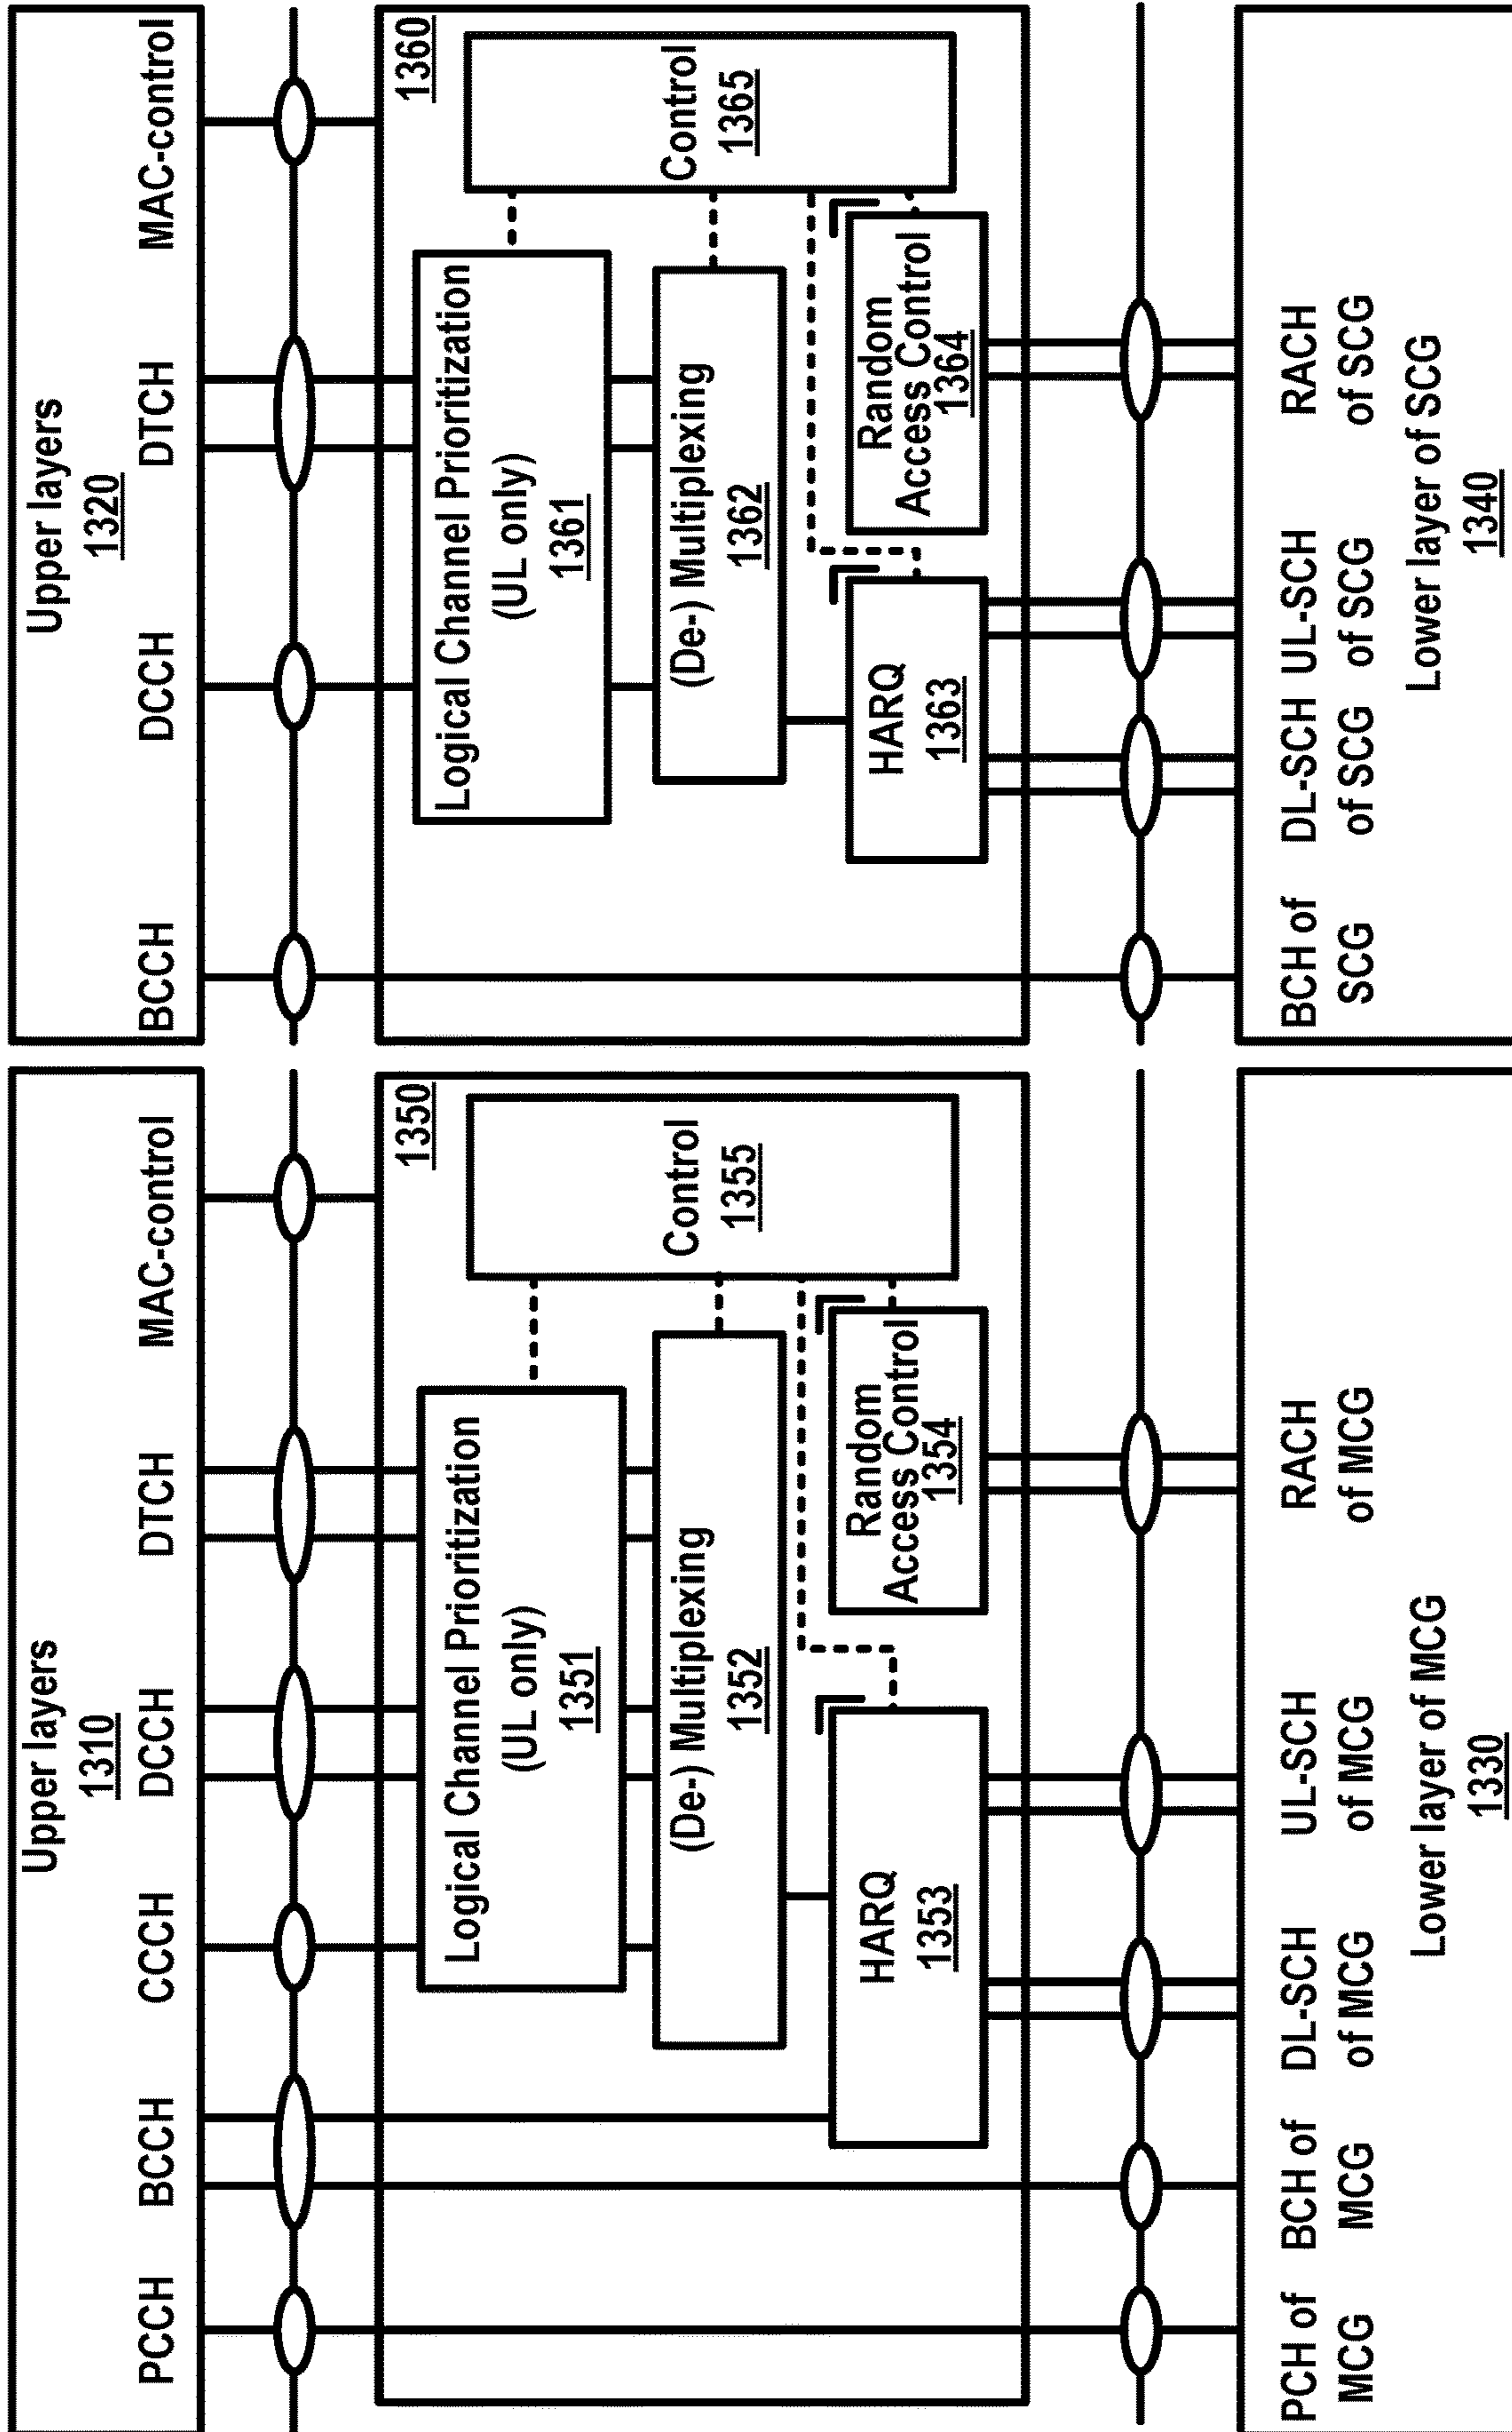 Upper layers
1310
PCCH
BCCH
CCCH
DCCH
DTCH
MAC-control
1350
Logical Channel Prioritization
(UL only)
1351
(De-) Multiplexing
1352
HARQ
1353
Random
Access Control
1354
Control
1355
PCH of
MCG
BCH of
MCG
DL-SCH
of MCG
UL-SCH
of MCG
RACH
of MCG
Lower layer of MCG
1330
Upper layers
1320
BCCH
DCCH
DTCH
MAC-control
1360
Logical Channel Prioritization
(UL only)
1361
(De-) Multiplexing
1362
HARQ
1363
Random
Access Control
1364
Control
1365
BCH of
SCG
DL-SCH
of SCG
UL-SCH
of SCG
RACH
of SCG
Lower layer of SCG
1340